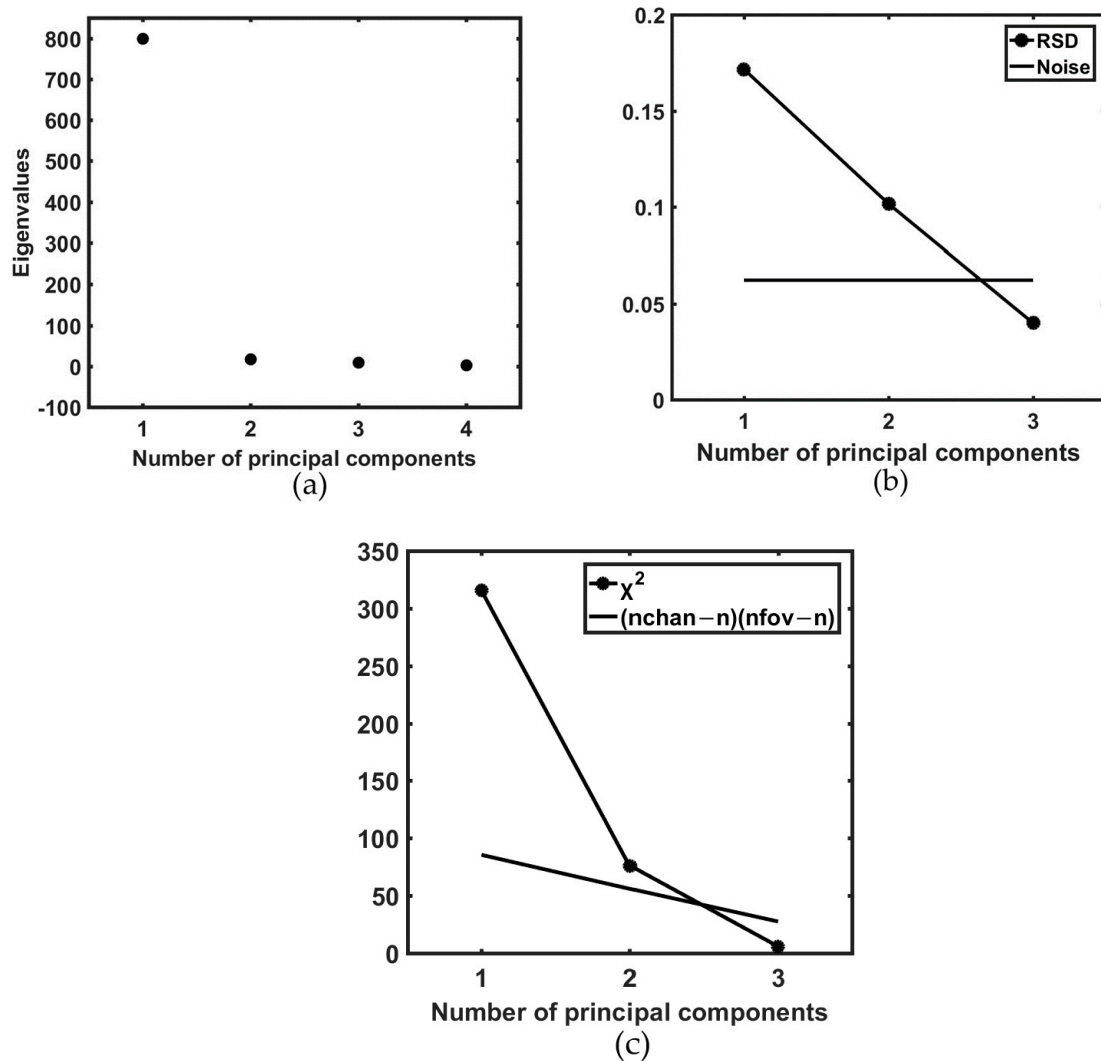 800
700
600
500
400
300
200
100
0
-100
Eigenvalues
1 2 3 4
Number of principal components
(a)
0.2
0.15
0.1
0.05
0
RSD
Noise
1 2 3
Number of principal components
(b)
350
300
250
200
150
100
50
0
χ²
(nchan−n)(nfov−n)
1 2 3
Number of principal components
(c)